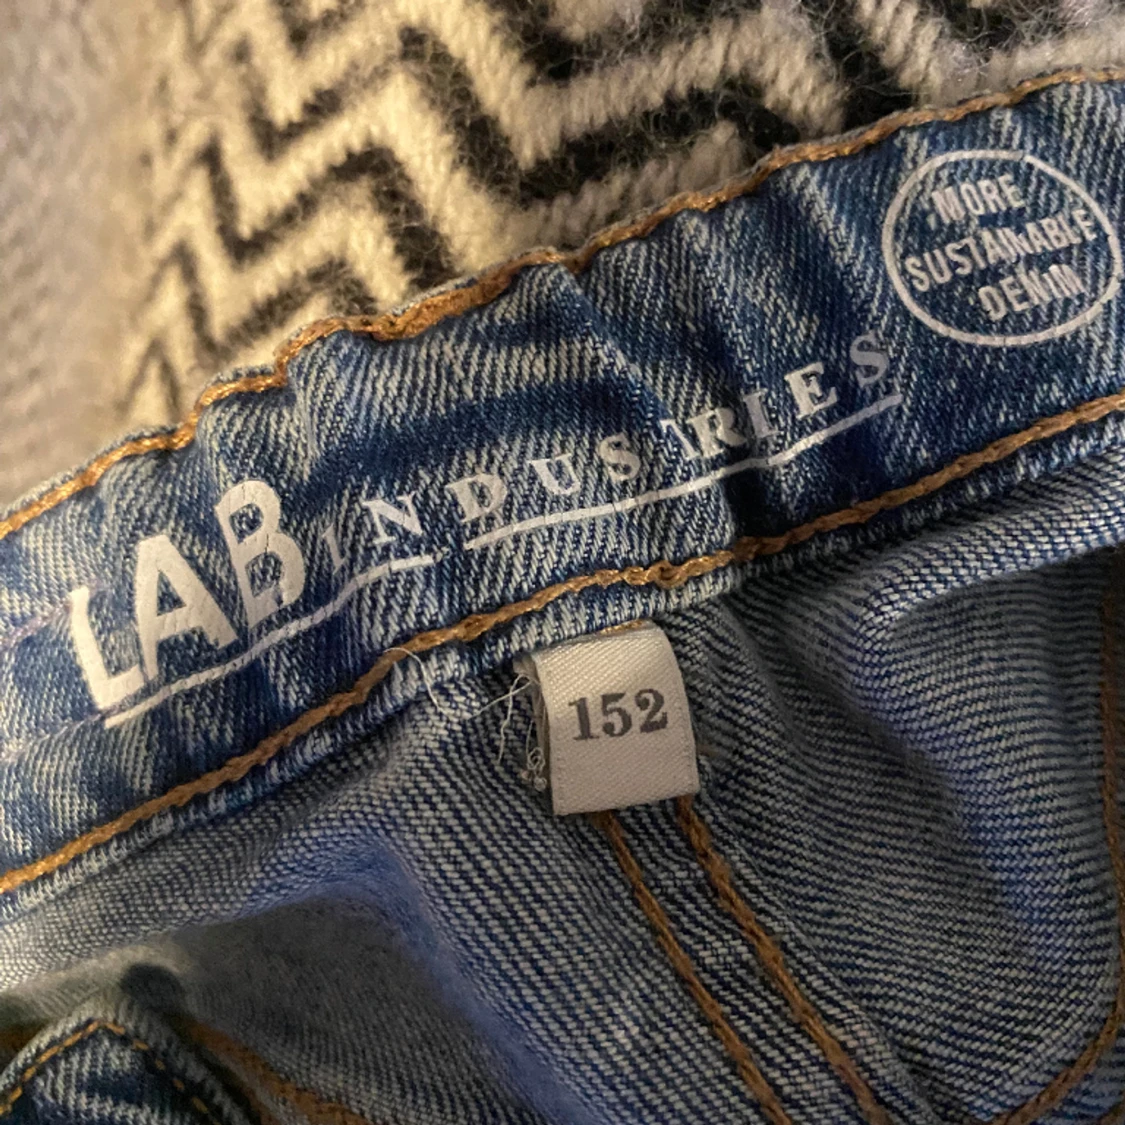 LAB INDUSTRIES
MORE
SUSTAINABLE
DENIM
152